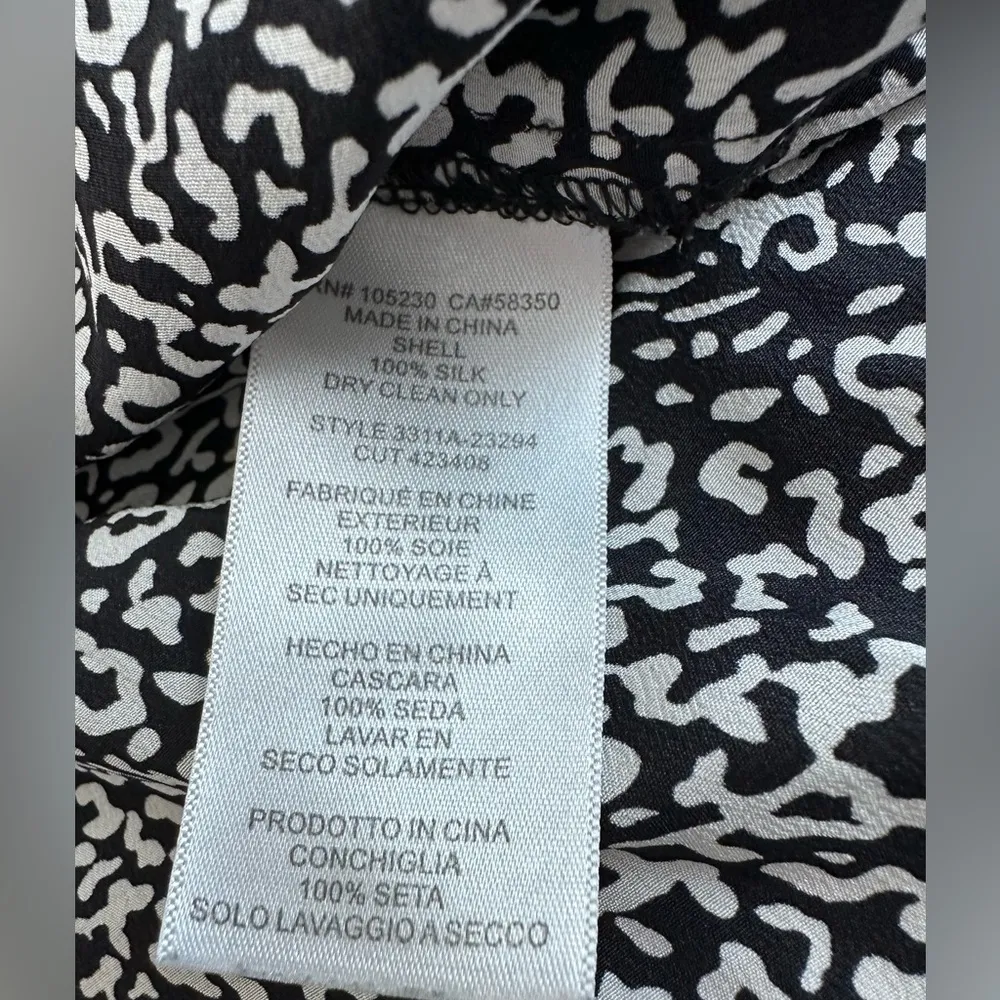 RN# 105230 CA#58350
MADE IN CHINA
SHELL
100% SILK
DRY CLEAN ONLY
STYLE 3311A-23294
CUT 423408
FABRIQUÉ EN CHINE
EXTERIEUR
100% SOIE
NETTOYAGE À
SEC UNIQUEMENT
HECHO EN CHINA
CASCARA
100% SEDA
LAVAR EN
SECO SOLAMENTE
PRODOTTO IN CINA
CONCHIGLIA
100% SETA
SOLO LAVAGGIO A SECCO